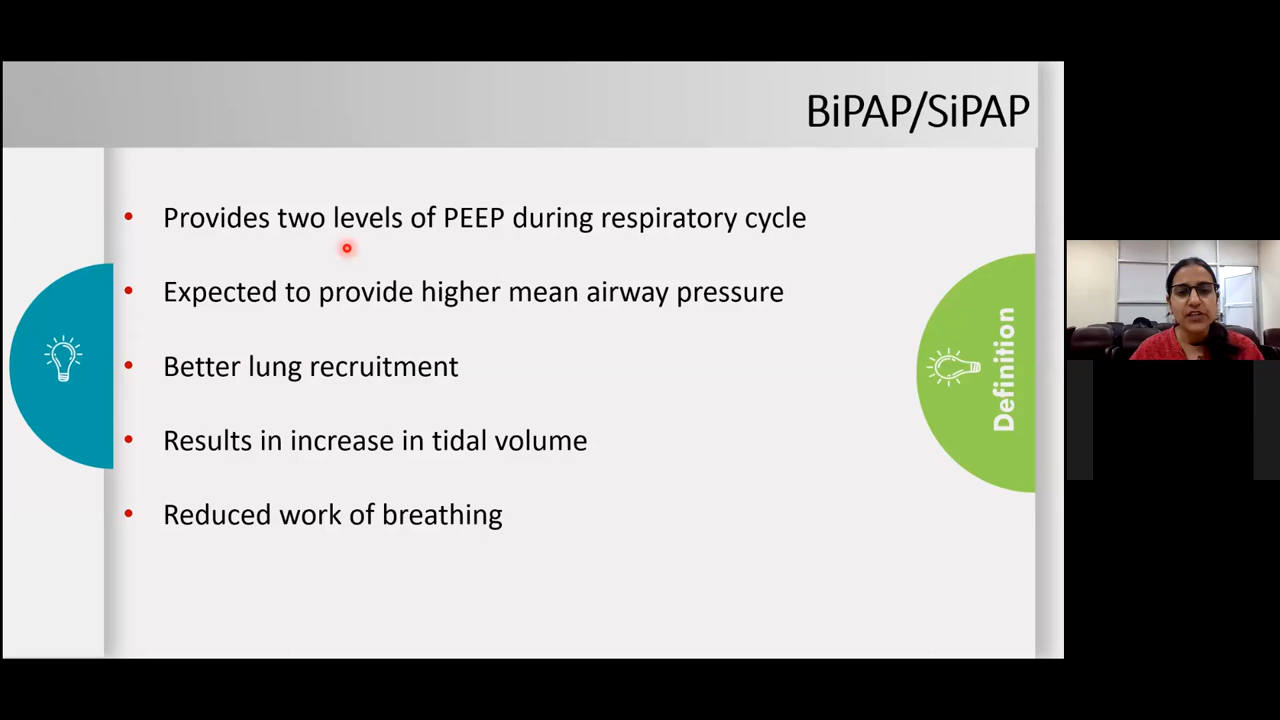 BiPAP/SiPAP
Provides two levels of PEEP during respiratory cycle
Expected to provide higher mean airway pressure
Better lung recruitment
Results in increase in tidal volume
Reduced work of breathing
Definition